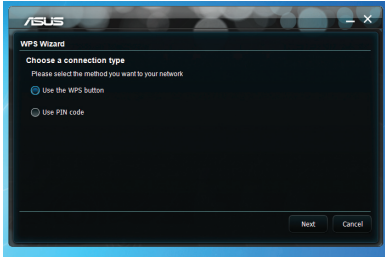 ASUS
WPS Wizard
Choose a connection type
Please select the method you want to your network
Use the WPS button
Use PIN code
Next Cancel